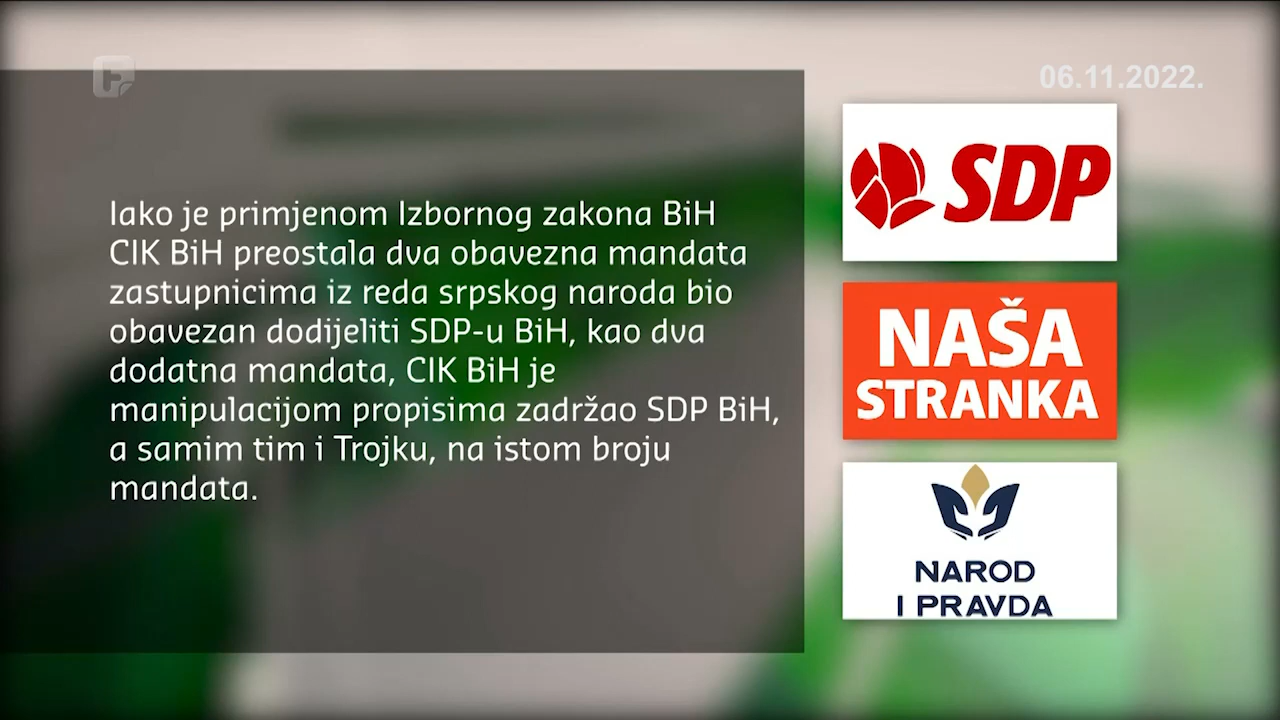 06.11.2022.
Iako je primjenom Izbornog zakona BiH
CIK BiH preostala dva obavezna mandata
zastupnicima iz reda srpskog naroda bio
obavezan dodijeliti SDP-u BiH, kao dva
dodatna mandata, CIK BiH je
manipulacijom propisima zadržao SDP BiH,
a samim tim i Trojku, na istom broju
mandata.
SDP
NAŠA
STRANKA
NAROD
I PRAVDA